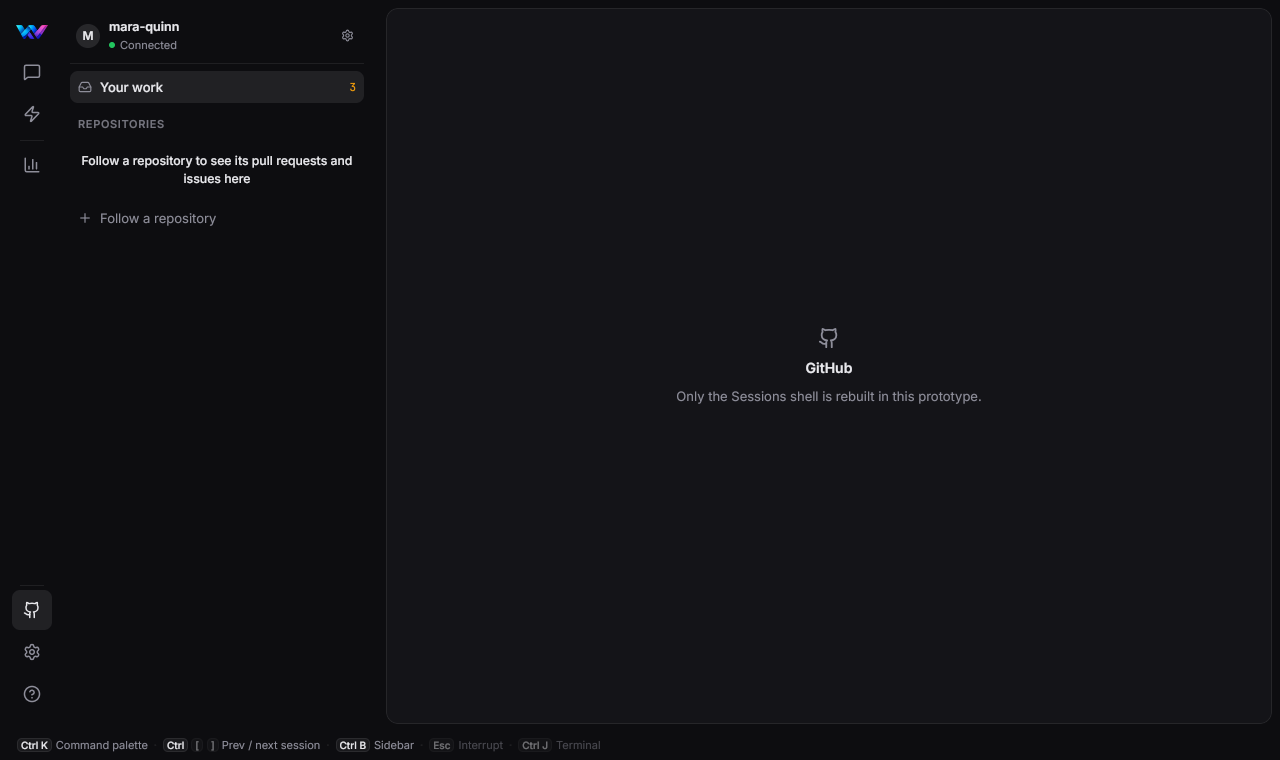 M
mara-quinn
Connected
Your work
3
REPOSITORIES
Follow a repository to see its pull requests and
issues here
Follow a repository
GitHub
Only the Sessions shell is rebuilt in this prototype.
Ctrl K Command palette · Ctrl [ ] Prev / next session · Ctrl B Sidebar · Esc Interrupt · Ctrl J Terminal